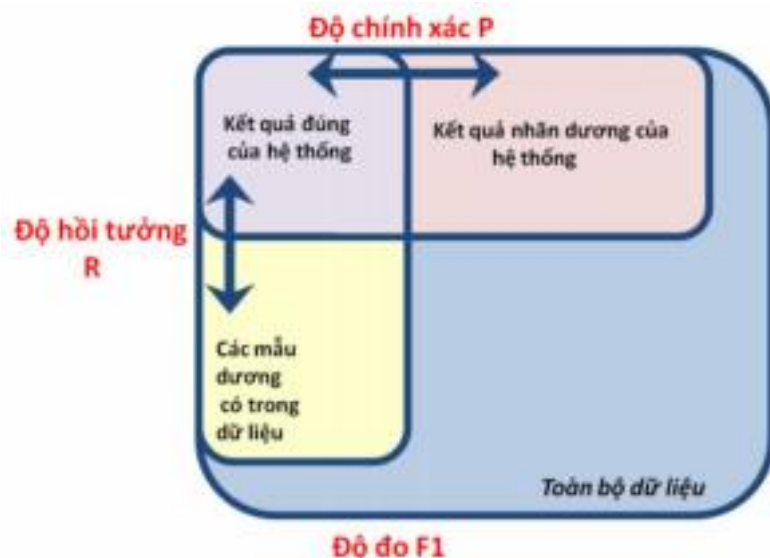 Độ chính xác P
Kết quả đúng
của hệ thống
Kết quả nhãn dương của
hệ thống
Độ hồi tưởng
R
Các mẫu
dương
có trong
dữ liệu
Toàn bộ dữ liệu
Độ đo F1